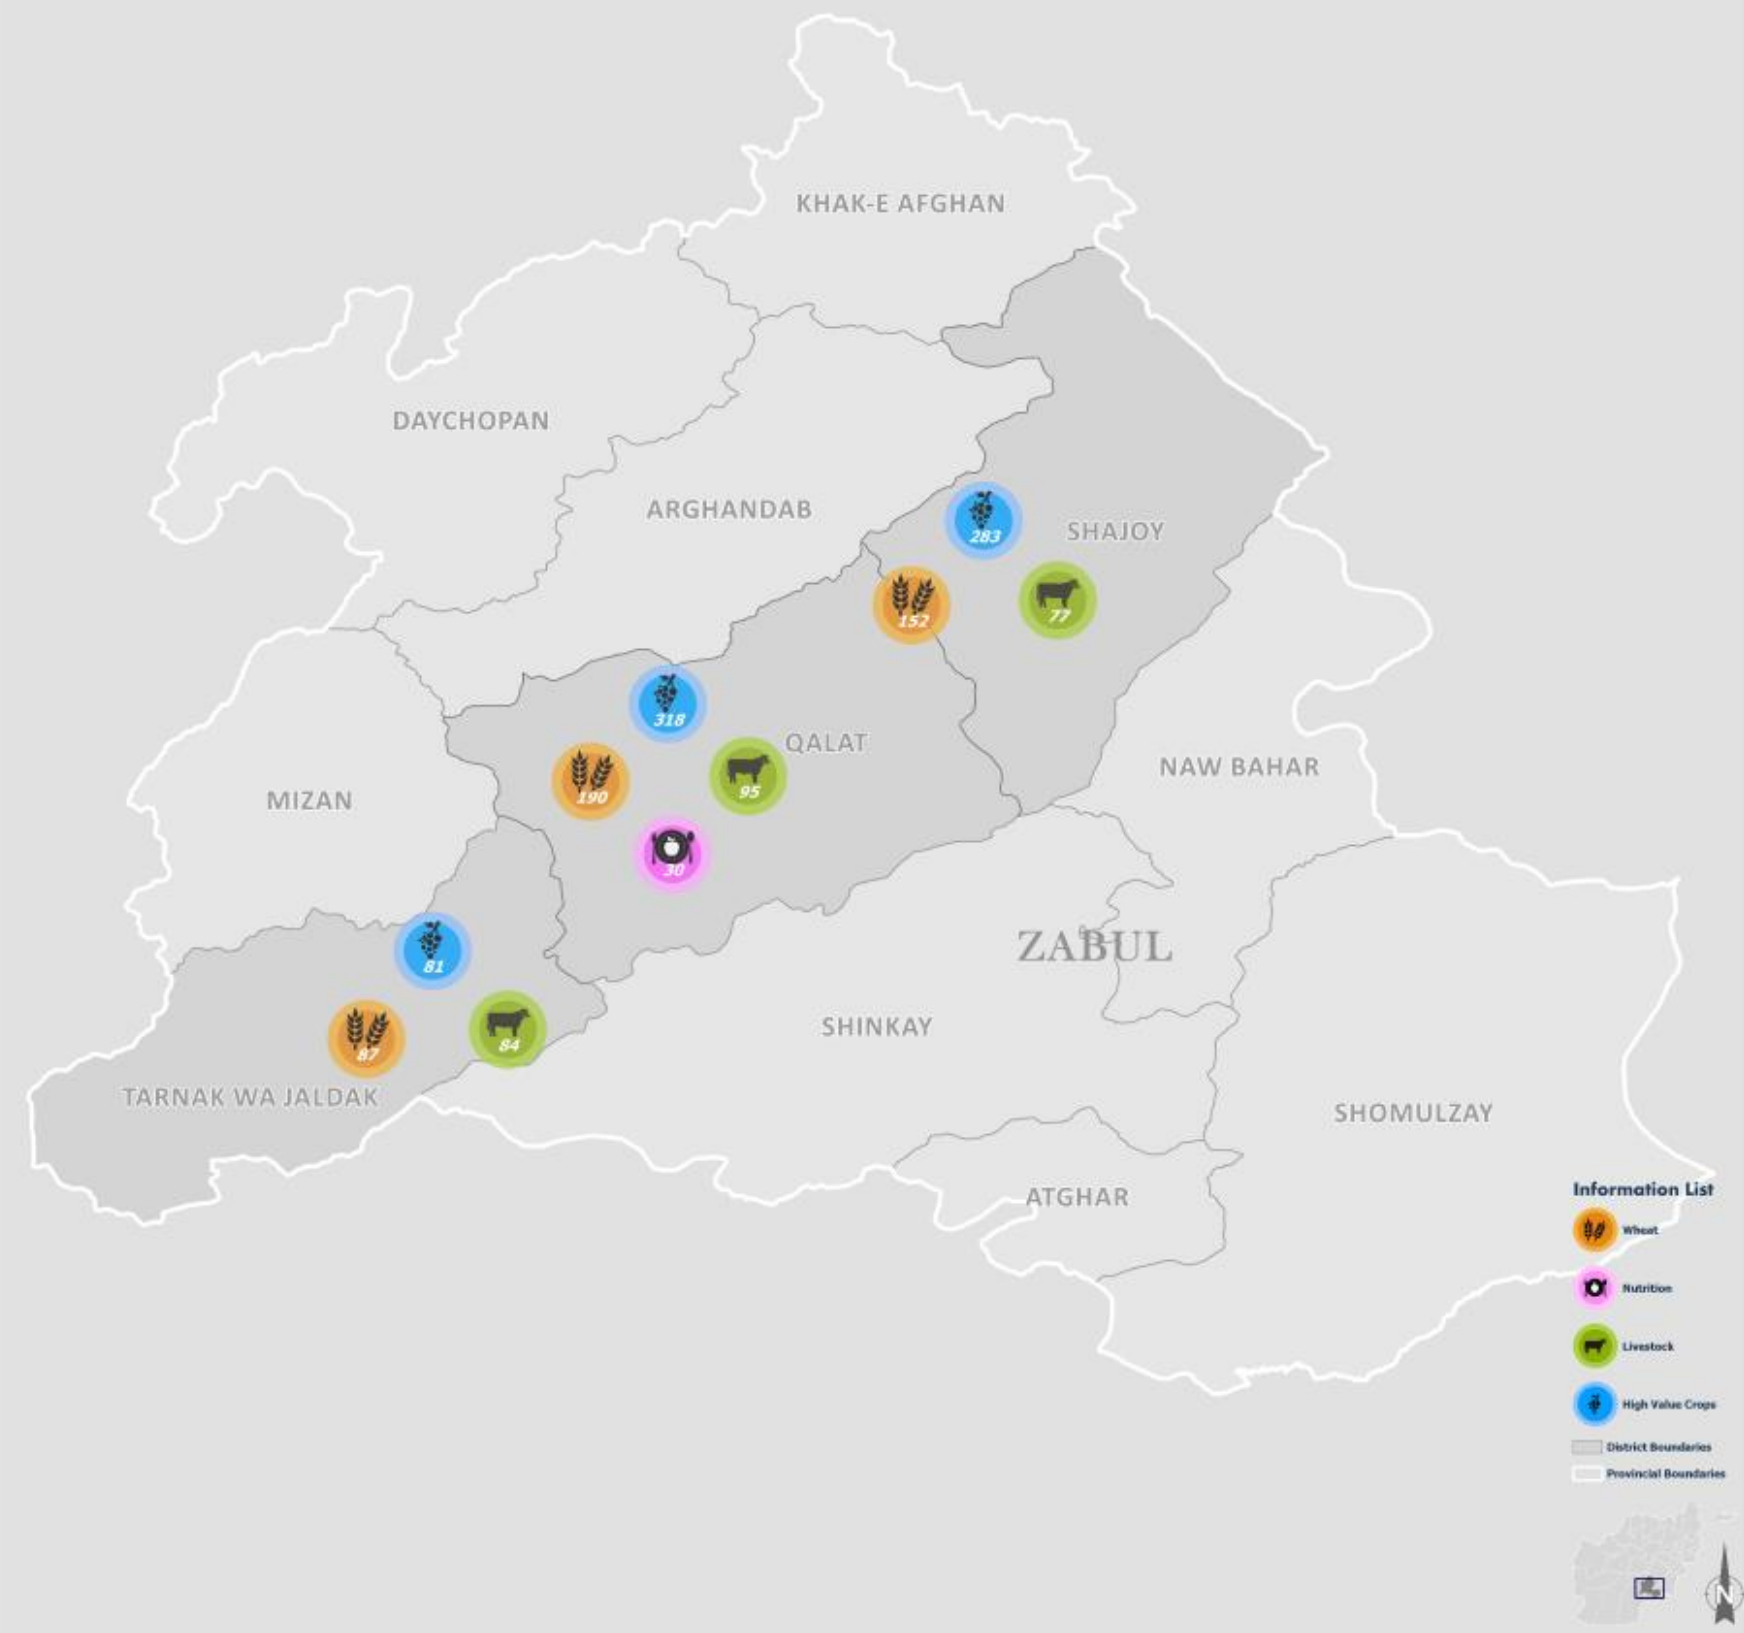 KHAK-E AFGHAN
DAYCHOPAN
ARGHANDAB
283
SHAJOY
152
77
318
QALAT
190
95
NAW BAHAR
MIZAN
30
ZABUL
81
SHINKAY
87
84
TARNAK WA JALDAK
SHOMULZAY
ATGHAR
Information List
Wheat
Nutrition
Livestock
High Value Crops
District Boundaries
Provincial Boundaries
N